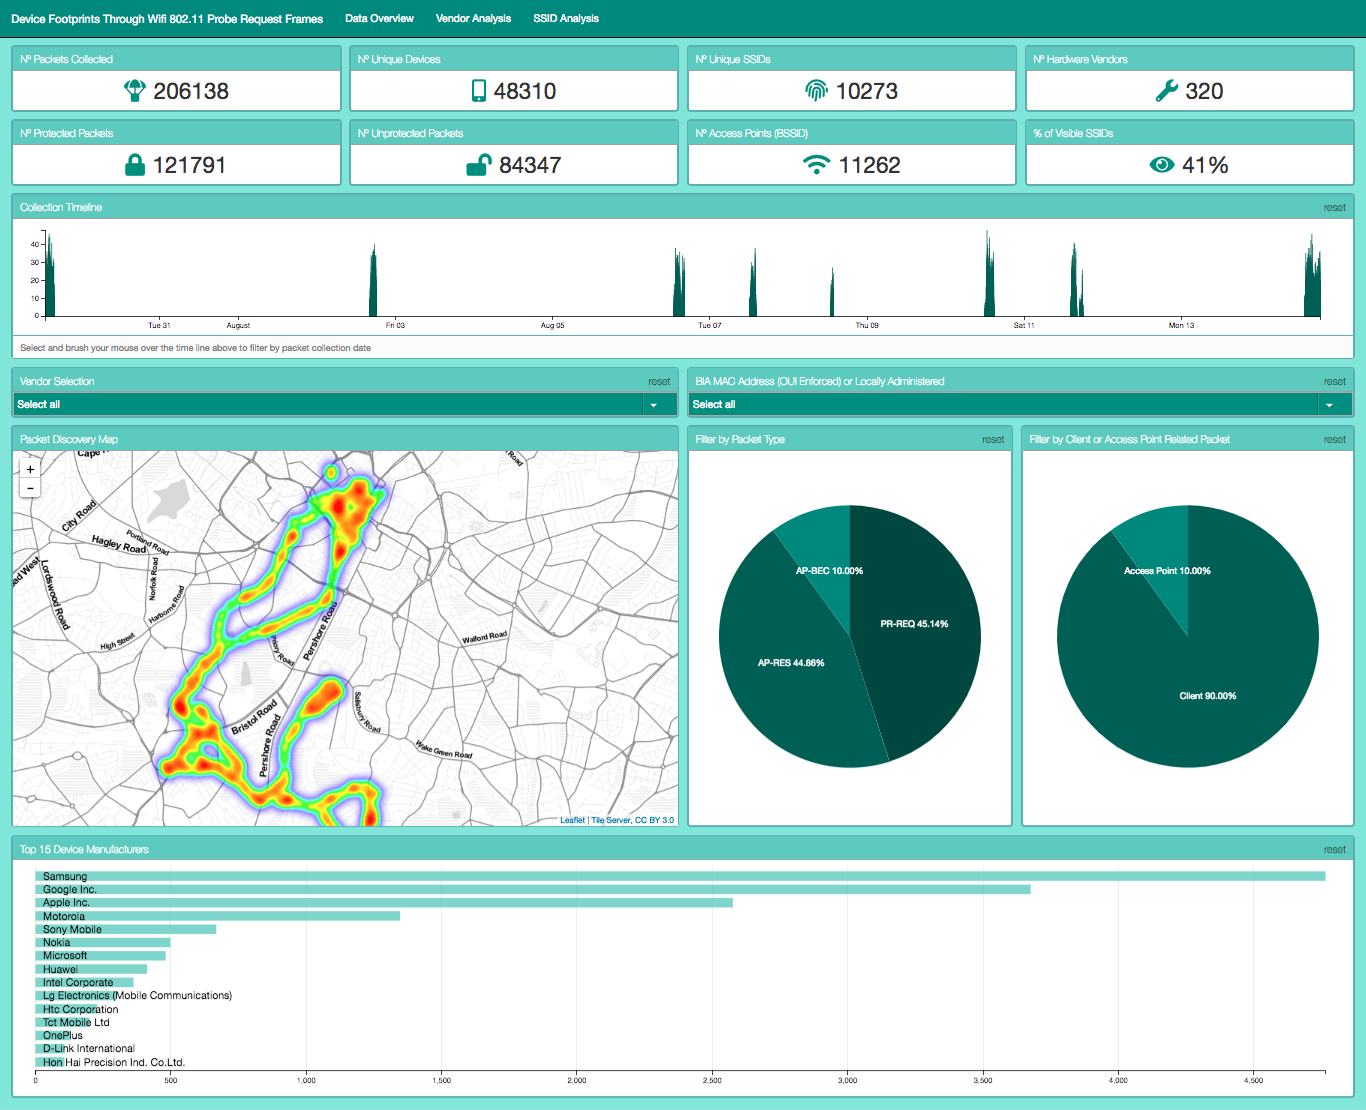 Device Footprints Through Wifi 802.11 Probe Request Frames
Data Overview
Vendor Analysis
SSID Analysis
Nº Packets Collected
206138
Nº Unique Devices
48310
Nº Unique SSIDs
10273
Nº Hardware Vendors
320
Nº Protected Packets
121791
Nº Unprotected Packets
84347
Nº Access Points (BSSID)
11262
% of Visible SSIDs
41%
Collection Timeline
reset
40
30
20
10
0
Tue 31
August
Fri 03
Aug 05
Tue 07
Thu 09
Sat 11
Mon 13
Select and brush your mouse over the time line above to filter by packet collection date
Vendor Selection
reset
Select all
BIA MAC Address (OUI Enforced) or Locally Administered
reset
Select all
Packet Discovery Map
+
−
Cape
Road
City Road
Portland Road
Hagley Road
ad West
Lordswood Road
Norfolk Road
Harborne Road
High Street
Priory Road
Pershore Road
Walford Road
Bristol Road
Pershore Road
Salisbury Road
Wake Green Road
Leaflet | Tile Server, CC BY 3.0
Filter by Packet Type
reset
AP-BEC 10.00%
PR-REQ 45.14%
AP-RES 44.86%
Filter by Client or Access Point Related Packet
reset
Access Point 10.00%
Client 90.00%
Top 15 Device Manufacturers
reset
Samsung
Google Inc.
Apple Inc.
Motorola
Sony Mobile
Nokia
Microsoft
Huawei
Intel Corporate
Lg Electronics (Mobile Communications)
Htc Corporation
Tct Mobile Ltd
OnePlus
D-Link International
Hon Hai Precision Ind. Co.Ltd.
0
500
1,000
1,500
2,000
2,500
3,000
3,500
4,000
4,500